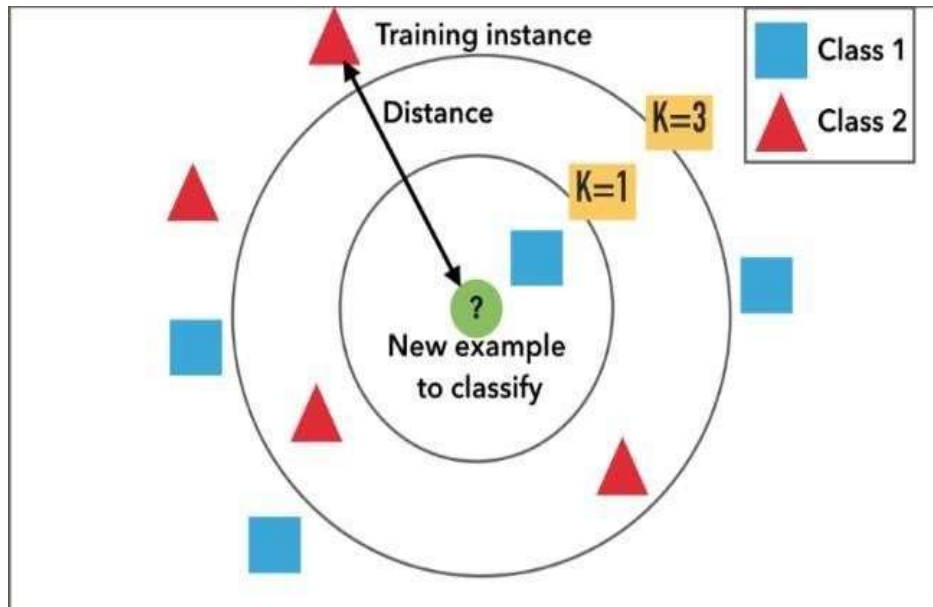 Training instance
Distance
K=3
K=1
Class 1
Class 2
?
New example
to classify